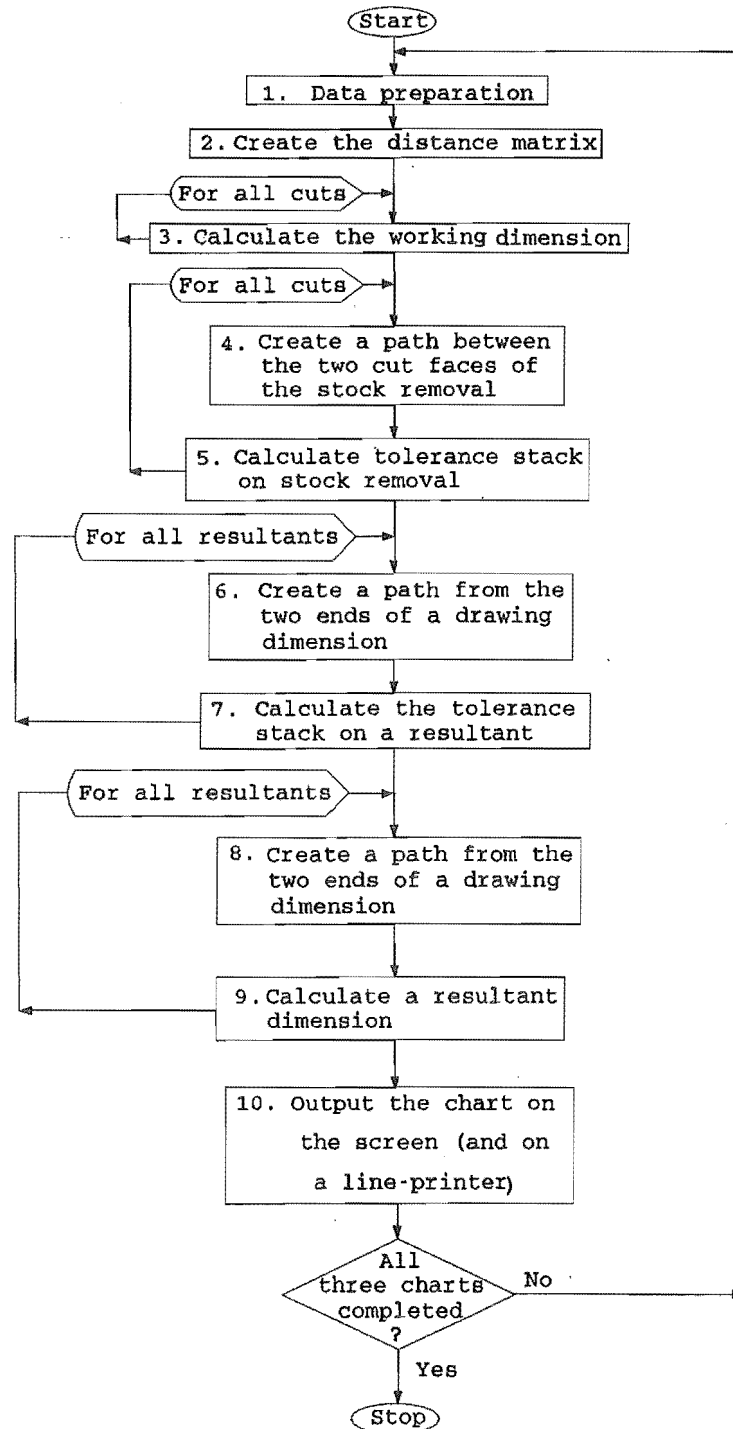 Start
1. Data preparation
2. Create the distance matrix
For all cuts
3. Calculate the working dimension
For all cuts
4. Create a path between
the two cut faces of
the stock removal
5. Calculate tolerance stack
on stock removal
For all resultants
6. Create a path from the
two ends of a drawing
dimension
7. Calculate the tolerance
stack on a resultant
For all resultants
8. Create a path from the
two ends of a drawing
dimension
9. Calculate a resultant
dimension
10. Output the chart on
the screen (and on
a line-printer)
All
three charts
completed
?
No
Yes
Stop